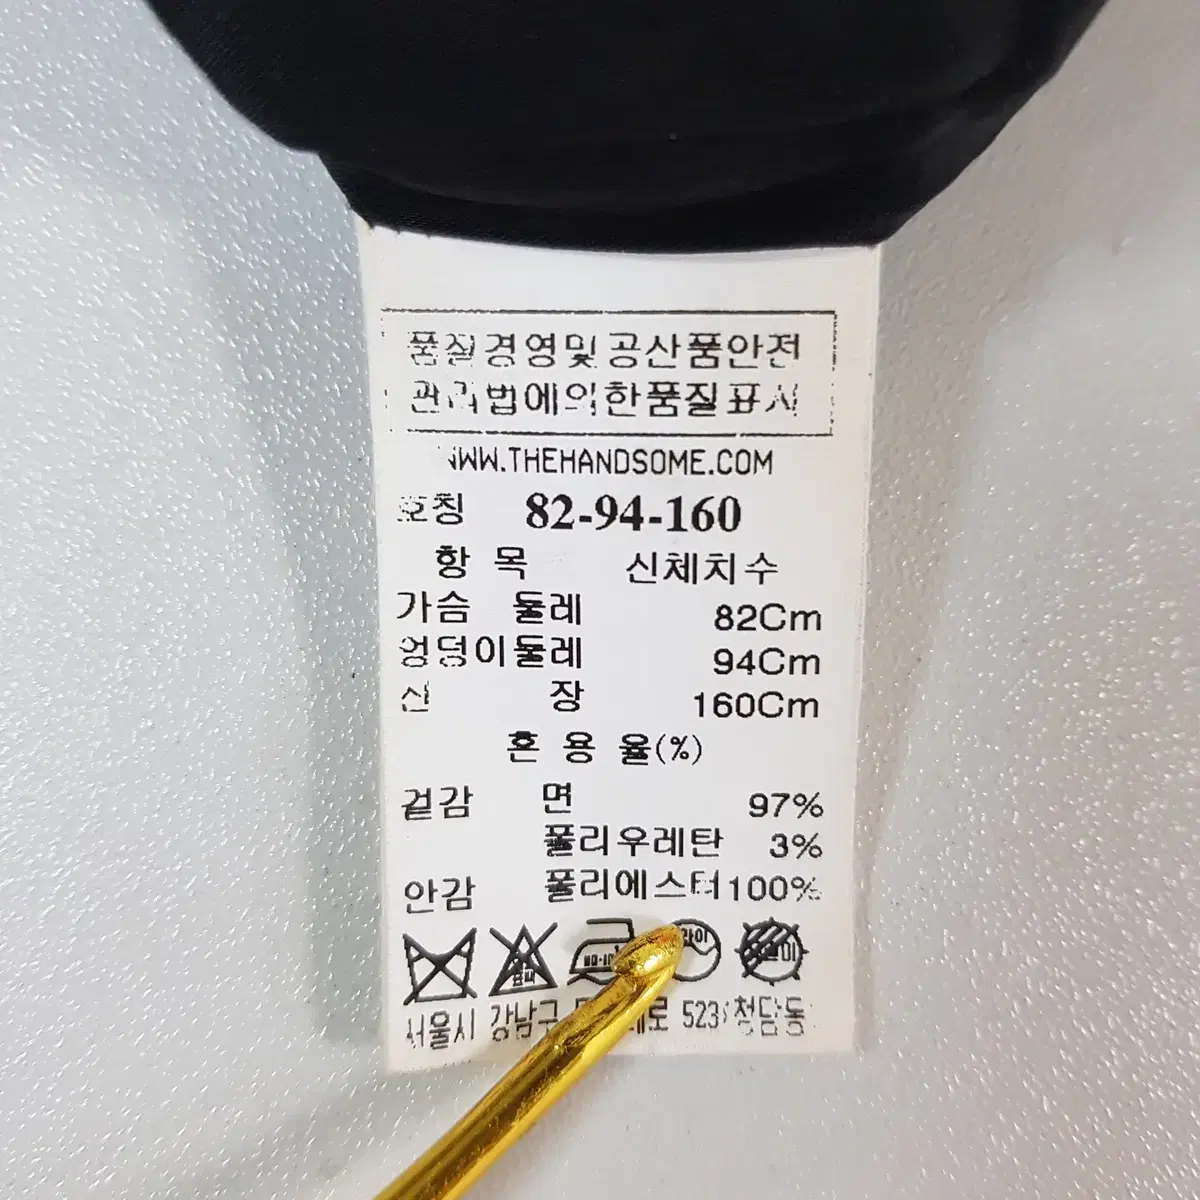 품질경영및공산품안전
관리법에의한품질표시
WWW.THEHANDSOME.COM
호칭 82-94-160
항 목 신체치수
가슴 둘레 82Cm
엉덩이둘레 94Cm
신 장 160Cm
혼 용 율(%)
겉감 면 97%
폴리우레탄 3%
안감 폴리에스터 100%
서울시 강남구 523 청담동